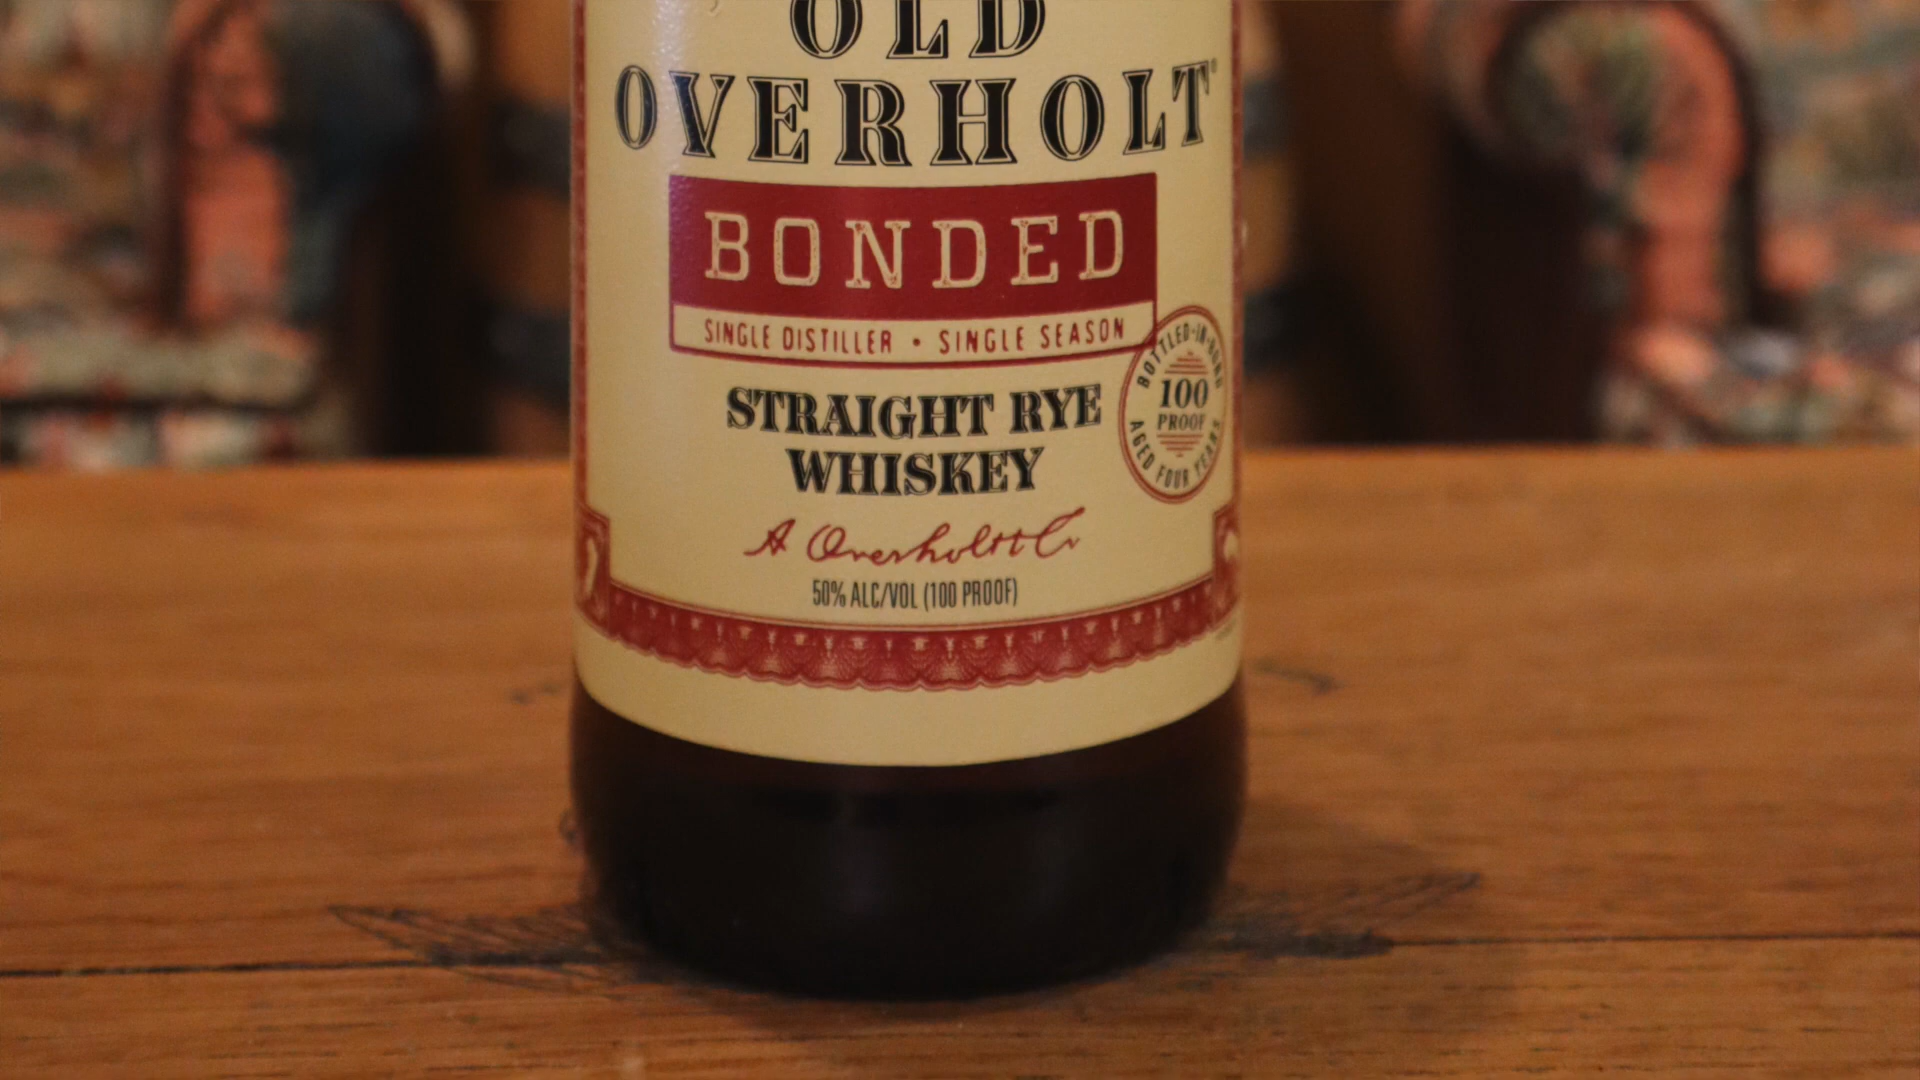 OLD
OVERHOLT
BONDED
SINGLE DISTILLER • SINGLE SEASON
BOTTLED-IN-BOND
100
PROOF
AGED FOUR YEARS
STRAIGHT RYE
WHISKEY
A Overholt & Co
50% ALC/VOL (100 PROOF)